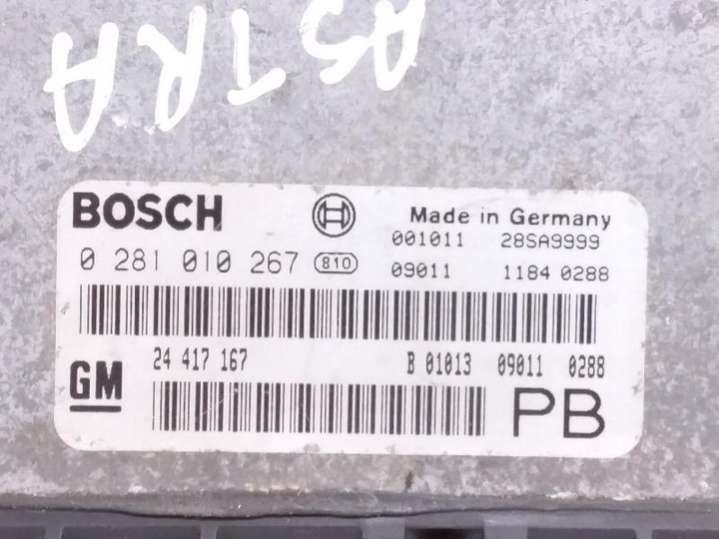 ASTRA
BOSCH
Made in Germany
001011 28SA9999
0 281 010 267 810
09011 1184 0288
24 417 167 B 01013 09011 0288
GM
PB